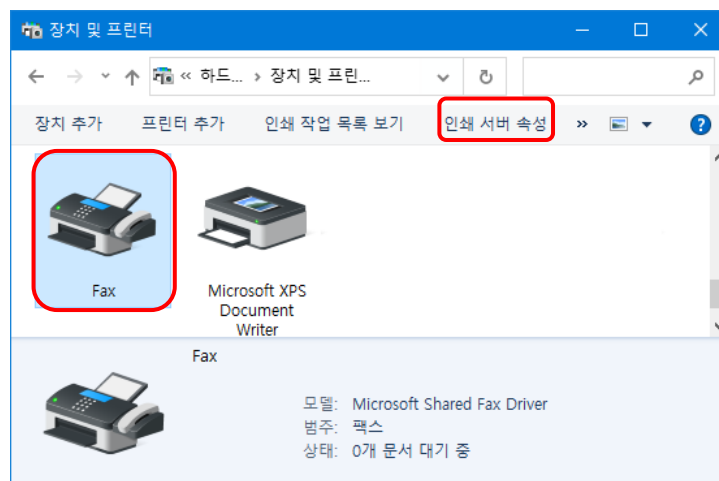 장치 및 프린터
« 하드... › 장치 및 프린...
장치 추가 프린터 추가 인쇄 작업 목록 보기 인쇄 서버 속성 »
Fax
Microsoft XPS
Document
Writer
Fax
모델: Microsoft Shared Fax Driver
범주: 팩스
상태: 0개 문서 대기 중